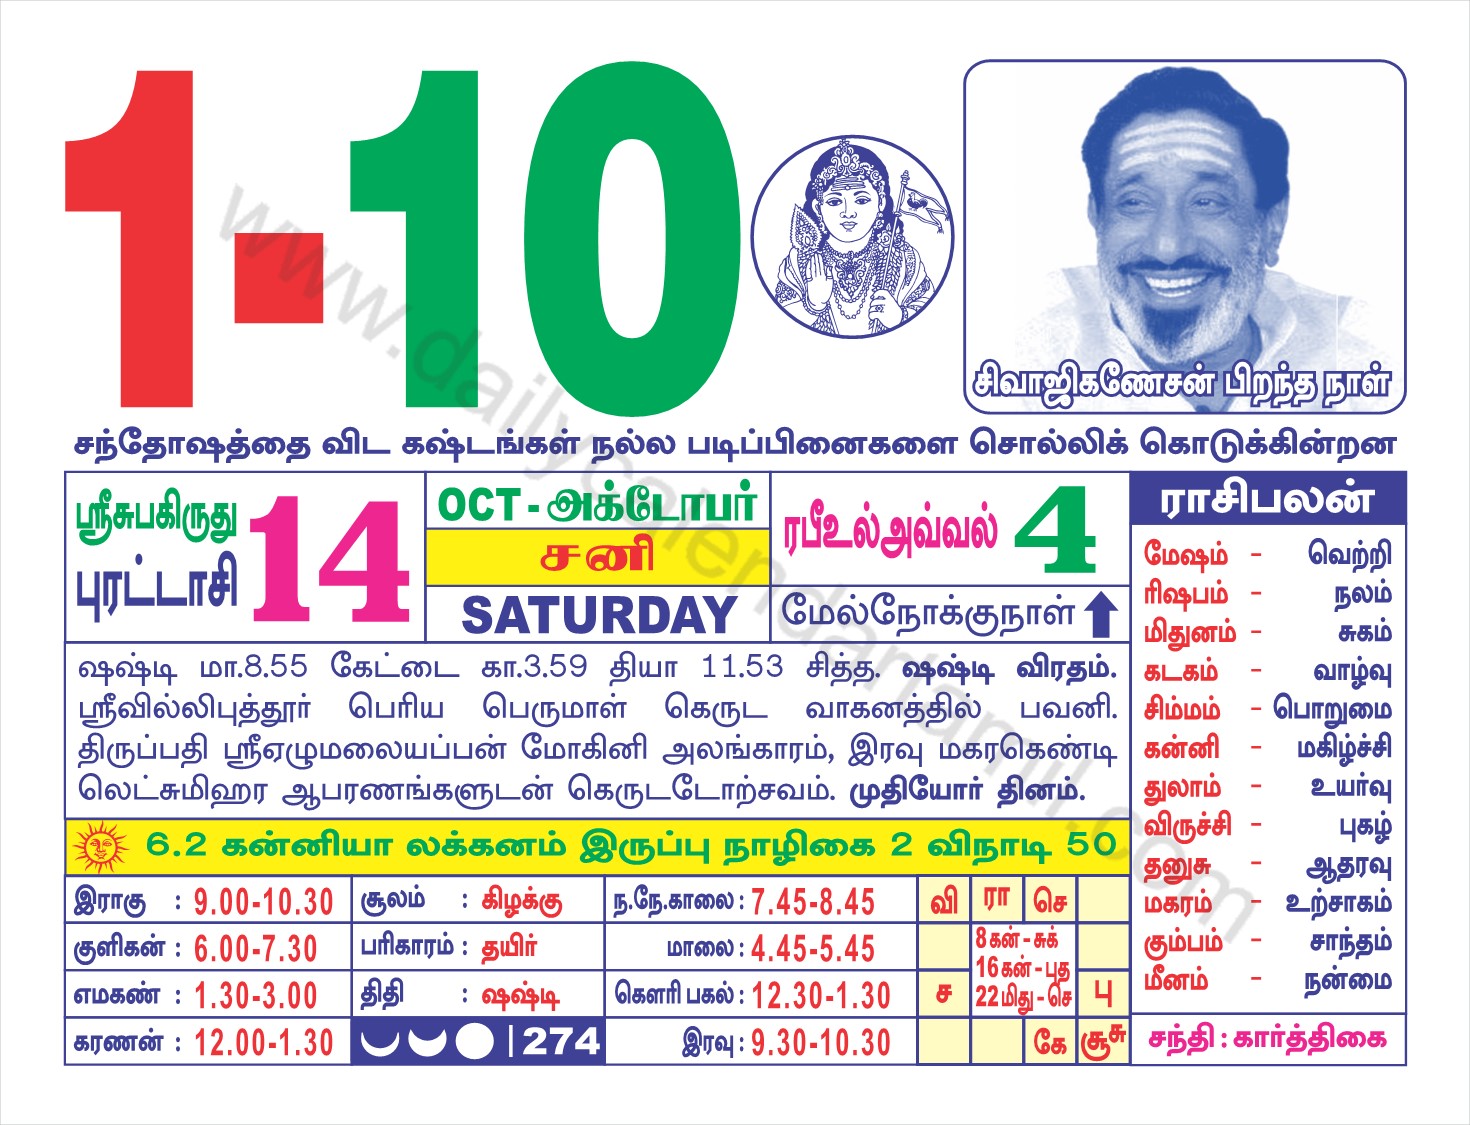 1-10
சிவாஜிகணேசன் பிறந்த நாள்
சந்தோஷத்தை விட கஷ்டங்கள் நல்ல படிப்பினைகளை சொல்லிக் கொடுக்கின்றன
ஸ்ரீசுபகிருது
புரட்டாசி 14
OCT - அக்டோபர்
சனி
SATURDAY
ரபீஉல்அவ்வல் 4
மேல்நோக்குநாள்
ஷஷ்டி மா.8.55 கேட்டை கா.3.59 தியா 11.53 சித்த. ஷஷ்டி விரதம்.
ஸ்ரீவில்லிபுத்தூர் பெரிய பெருமாள் கெருட வாகனத்தில் பவனி.
திருப்பதி ஸ்ரீஏழுமலையப்பன் மோகினி அலங்காரம், இரவு மகரகெண்டி
லெட்சுமிஹர ஆபரணங்களுடன் கெருடடோற்சவம். முதியோர் தினம்.
6.2 கன்னியா லக்கனம் இருப்பு நாழிகை 2 விநாடி 50
இராகு : 9.00-10.30
குளிகன் : 6.00-7.30
எமகண் : 1.30-3.00
கரணன் : 12.00-1.30
சூலம் : கிழக்கு
பரிகாரம் : தயிர்
திதி : ஷஷ்டி
274
ந.நே.காலை : 7.45-8.45
மாலை : 4.45-5.45
கௌரி பகல் : 12.30-1.30
இரவு : 9.30-10.30
வி ரா செ
8 கன் - சுக்
16 கன் - புத
22 மிது - செ
ச பு
கே சூசு
ராசிபலன்
மேஷம் - வெற்றி
ரிஷபம் - நலம்
மிதுனம் - சுகம்
கடகம் - வாழ்வு
சிம்மம் - பொறுமை
கன்னி - மகிழ்ச்சி
துலாம் - உயர்வு
விருச்சி - புகழ்
தனுசு - ஆதரவு
மகரம் - உற்சாகம்
கும்பம் - சாந்தம்
மீனம் - நன்மை
சந்தி : கார்த்திகை
www.dailycalendartamil.com